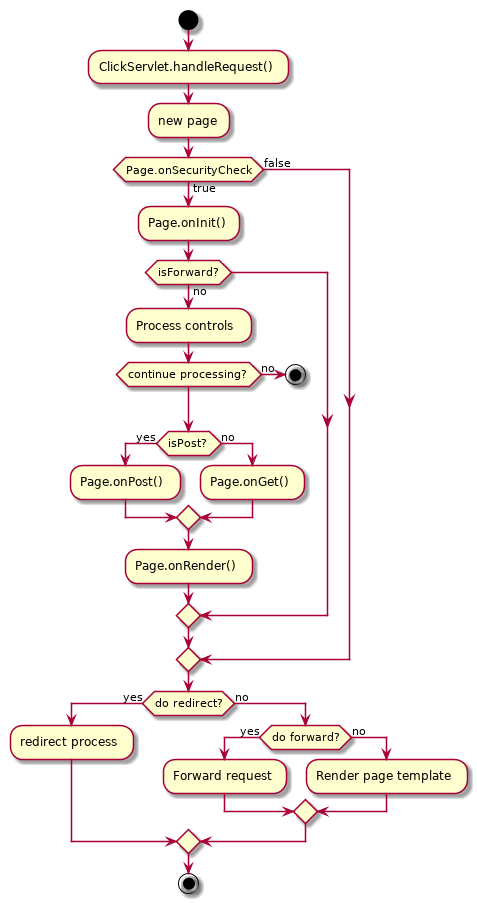 ClickServlet.handleRequest()
new page
Page.onSecurityCheck
false
true
Page.onInit()
isForward?
no
Process controls
continue processing?
no
yes
isPost?
no
Page.onPost()
Page.onGet()
Page.onRender()
yes
do redirect?
no
redirect process
yes
do forward?
no
Forward request
Render page template